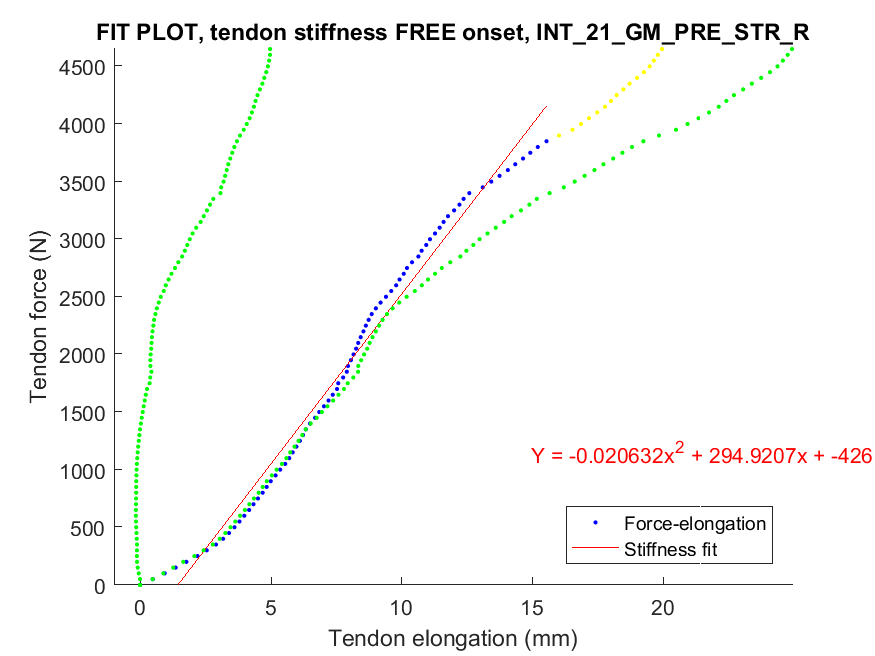 FIT PLOT, tendon stiffness FREE onset, INT_21_GM_PRE_STR_R
4500
4000
3500
3000
2500
2000
1500
1000
500
0
Tendon force (N)
Y = -0.020632x² + 294.9207x + -426
Force-elongation
Stiffness fit
0 5 10 15 20
Tendon elongation (mm)